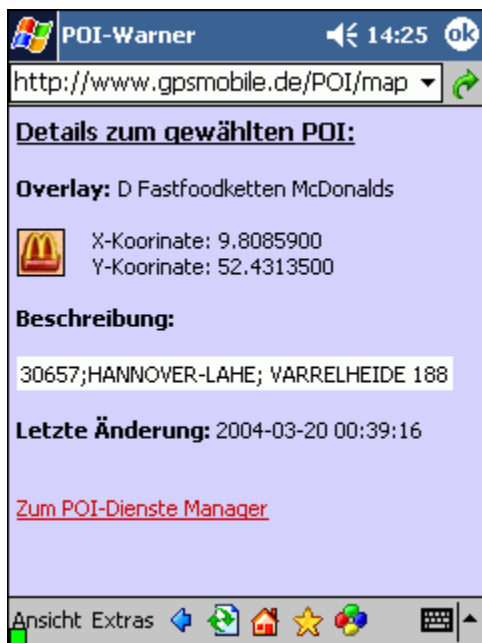 POI-Warner 14:25 ok
http://www.gpsmobile.de/POI/map
Details zum gewählten POI:
Overlay: D Fastfoodketten McDonalds
X-Koorinate: 9.8085900
Y-Koorinate: 52.4313500
Beschreibung:
30657;HANNOVER-LAHE; VARRELHEIDE 188
Letzte Änderung: 2004-03-20 00:39:16
Zum POI-Dienste Manager
Ansicht Extras